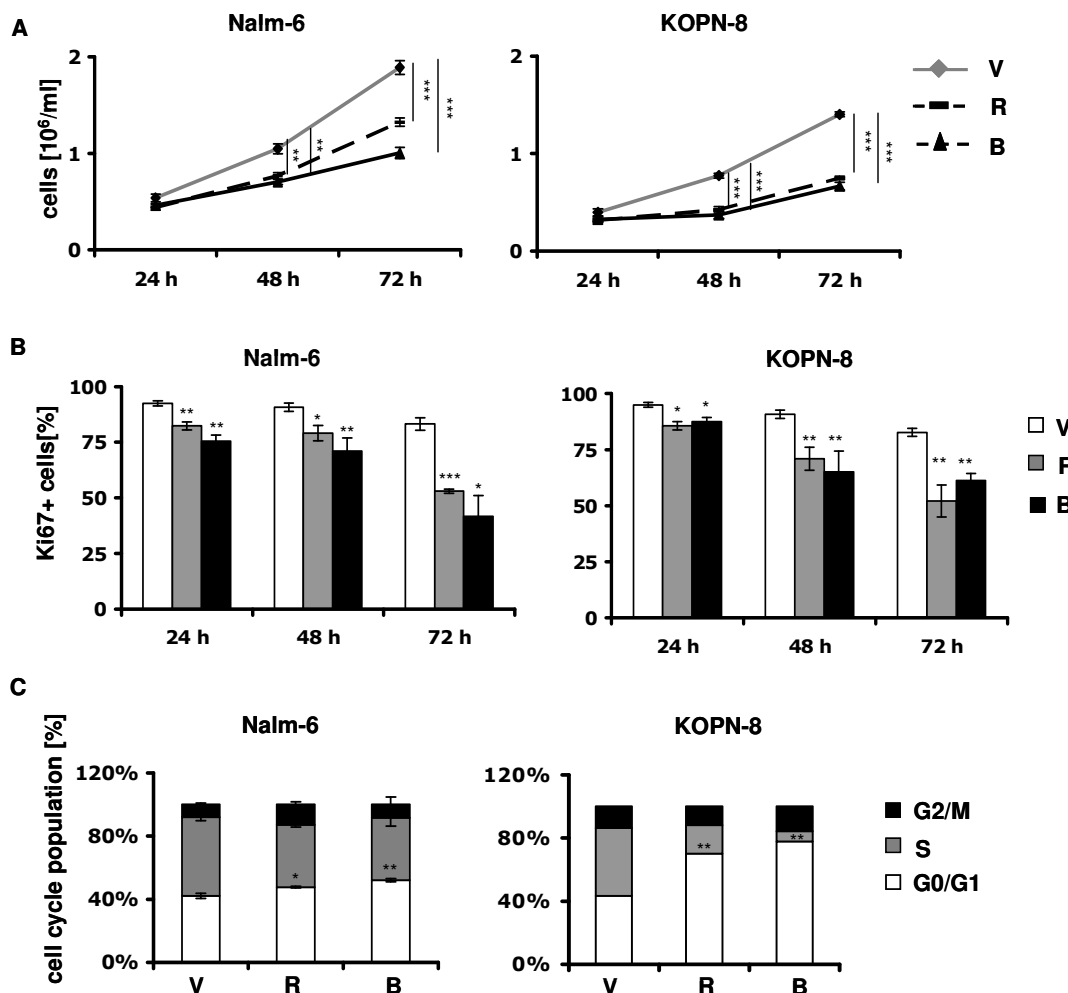 A
Nalm-6
KOPN-8
cells [10⁶/ml]
2
1
0
24 h 48 h 72 h
** ** *** ***
2
1
0
24 h 48 h 72 h
*** *** *** ***
V
R
B
B
Nalm-6
KOPN-8
Ki67+ cells[%]
100
75
50
25
0
** ** * ** *** *
24 h 48 h 72 h
100
75
50
25
0
* * ** ** ** **
24 h 48 h 72 h
V
B
C
Nalm-6
KOPN-8
cell cycle population [%]
120%
80%
40%
0%
* **
V R B
120%
80%
40%
0%
** **
V R B
G2/M
S
G0/G1